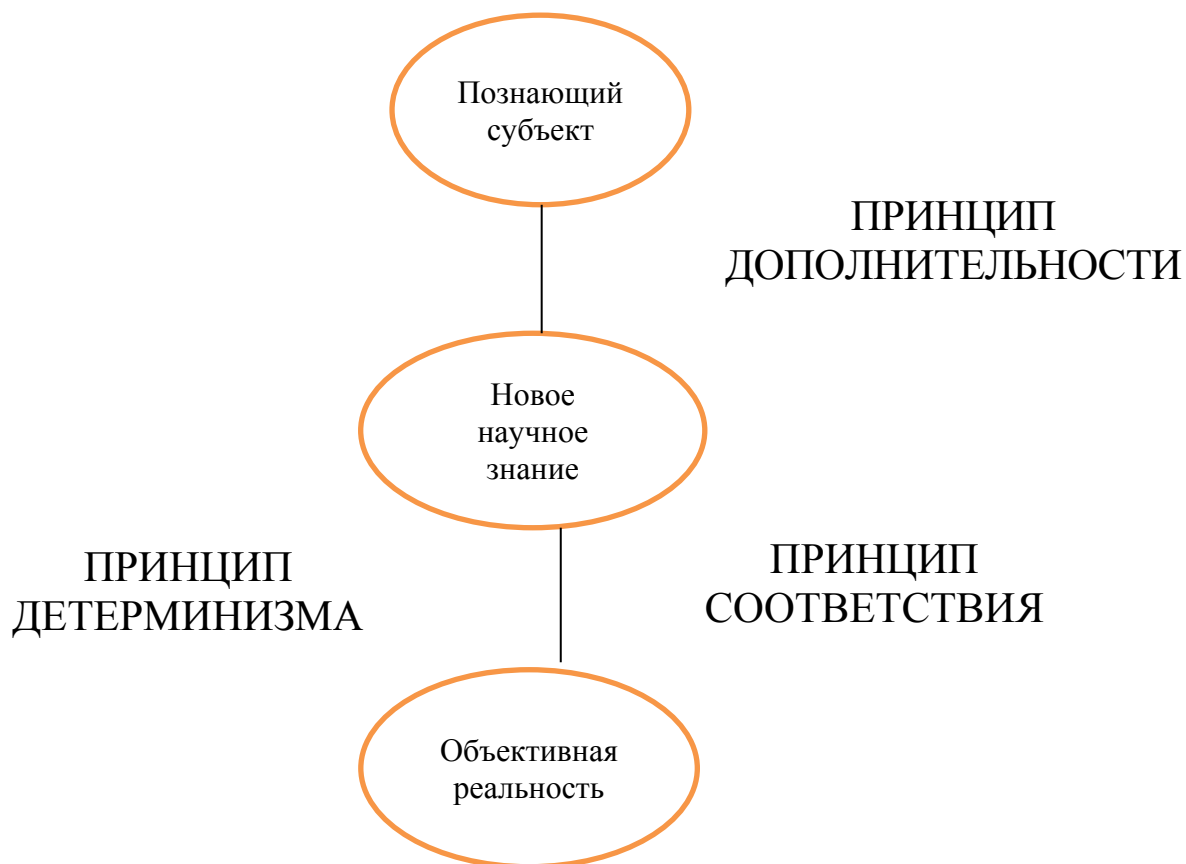 Познающий
субъект
ПРИНЦИП
ДОПОЛНИТЕЛЬНОСТИ
Новое
научное
знание
ПРИНЦИП
ДЕТЕРМИНИЗМА
ПРИНЦИП
СООТВЕТСТВИЯ
Объективная
реальность